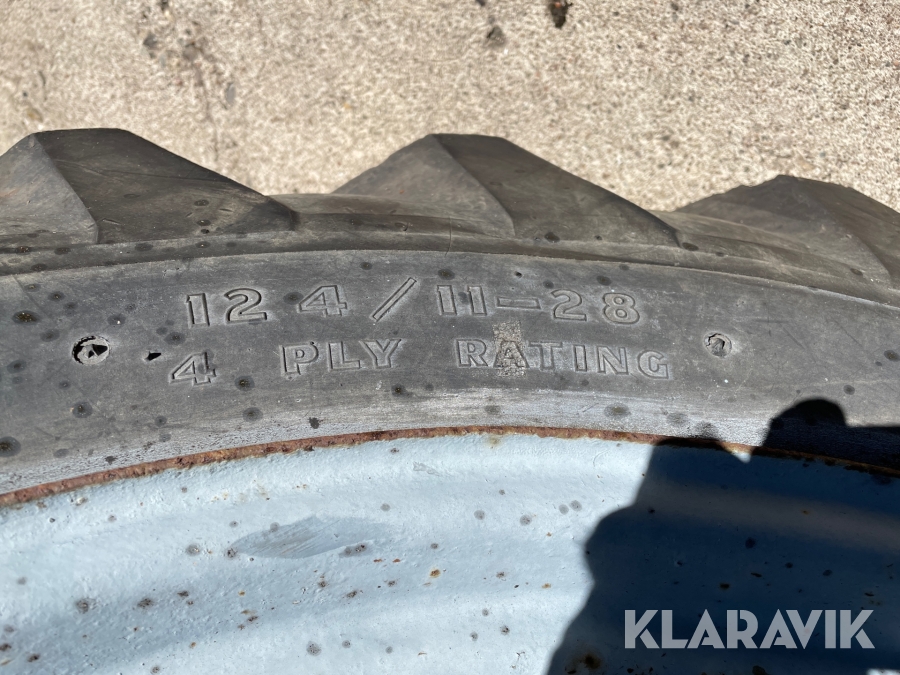 12 4/11-28
4 PLY RATING
KLARAVIK